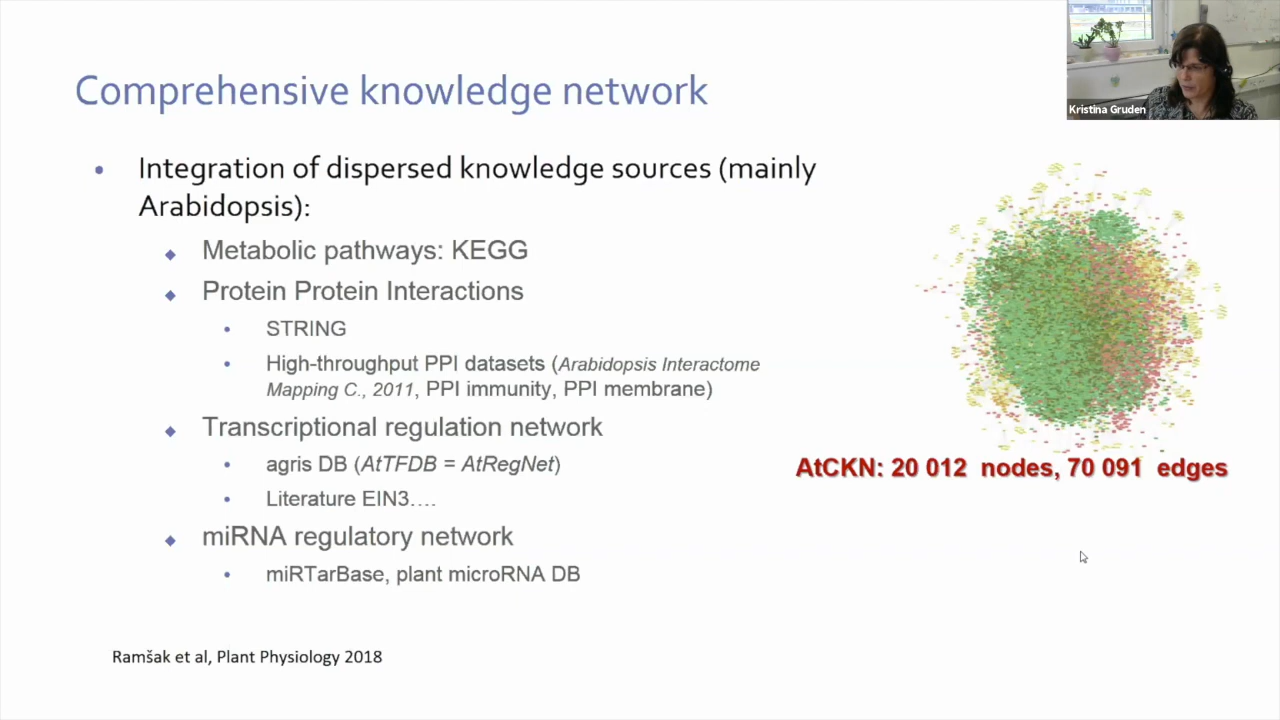 Comprehensive knowledge network
Kristina Gruden
Integration of dispersed knowledge sources (mainly
Arabidopsis):
Metabolic pathways: KEGG
Protein Protein Interactions
STRING
High-throughput PPI datasets (Arabidopsis Interactome
Mapping C., 2011, PPI immunity, PPI membrane)
Transcriptional regulation network
agris DB (AtTFDB = AtRegNet)
Literature EIN3….
miRNA regulatory network
miRTarBase, plant microRNA DB
AtCKN: 20 012 nodes, 70 091 edges
Ramšak et al, Plant Physiology 2018